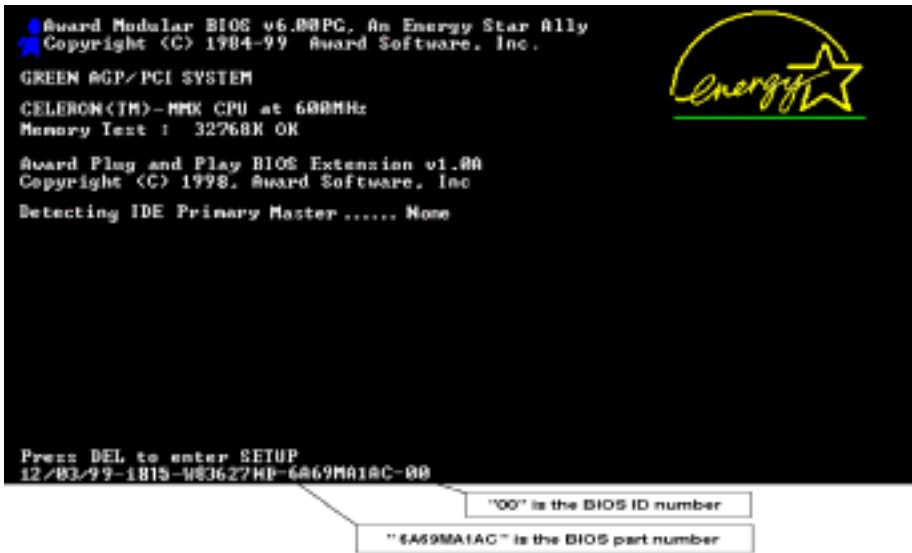 Award Modular BIOS v6.00PG, An Energy Star Ally
Copyright (C) 1984-99 Award Software, Inc.
energy
GREEN AGP/PCI SYSTEM
CELERON(TM)-MMX CPU at 600MHz
Memory Test : 32768K OK
Award Plug and Play BIOS Extension v1.0A
Copyright (C) 1998, Award Software, Inc
Detecting IDE Primary Master ...... None
Press DEL to enter SETUP
12/03/99-i815-W83627HF-6A69MA1AC-00
"00" is the BIOS ID number
"6A69MA1AC" is the BIOS part number